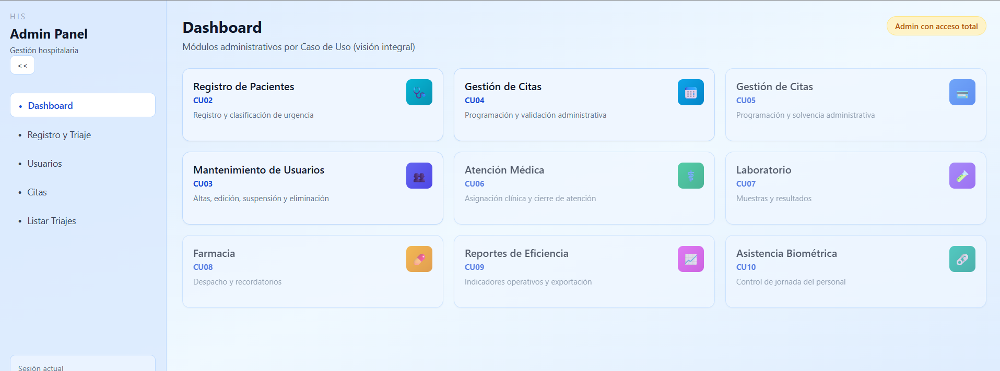 HIS
Admin Panel
Gestión hospitalaria
<<
• Dashboard
• Registro y Triaje
• Usuarios
• Citas
• Listar Triajes
Sesión actual
Dashboard
Módulos administrativos por Caso de Uso (visión integral)
Admin con acceso total
Registro de Pacientes
CU02
Registro y clasificación de urgencia
Gestión de Citas
CU04
Programación y validación administrativa
Gestión de Citas
CU05
Programación y solvencia administrativa
Mantenimiento de Usuarios
CU03
Altas, edición, suspensión y eliminación
Atención Médica
CU06
Asignación clínica y cierre de atención
Laboratorio
CU07
Muestras y resultados
Farmacia
CU08
Despacho y recordatorios
Reportes de Eficiencia
CU09
Indicadores operativos y exportación
Asistencia Biométrica
CU10
Control de jornada del personal